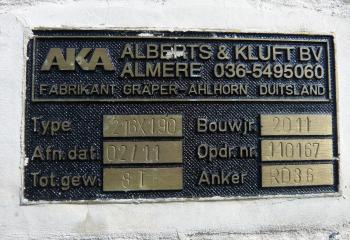 AKA ALBERTS & KLUFT BV
ALMERE 036-5495060
FABRIKANT GRÄPER AHLHORN DUITSLAND
Type 216X190 Bouwjr. 2011
Afn.dat. 02/11 Opdr.nr. 110167
Tot.gew. 8T Anker RD36